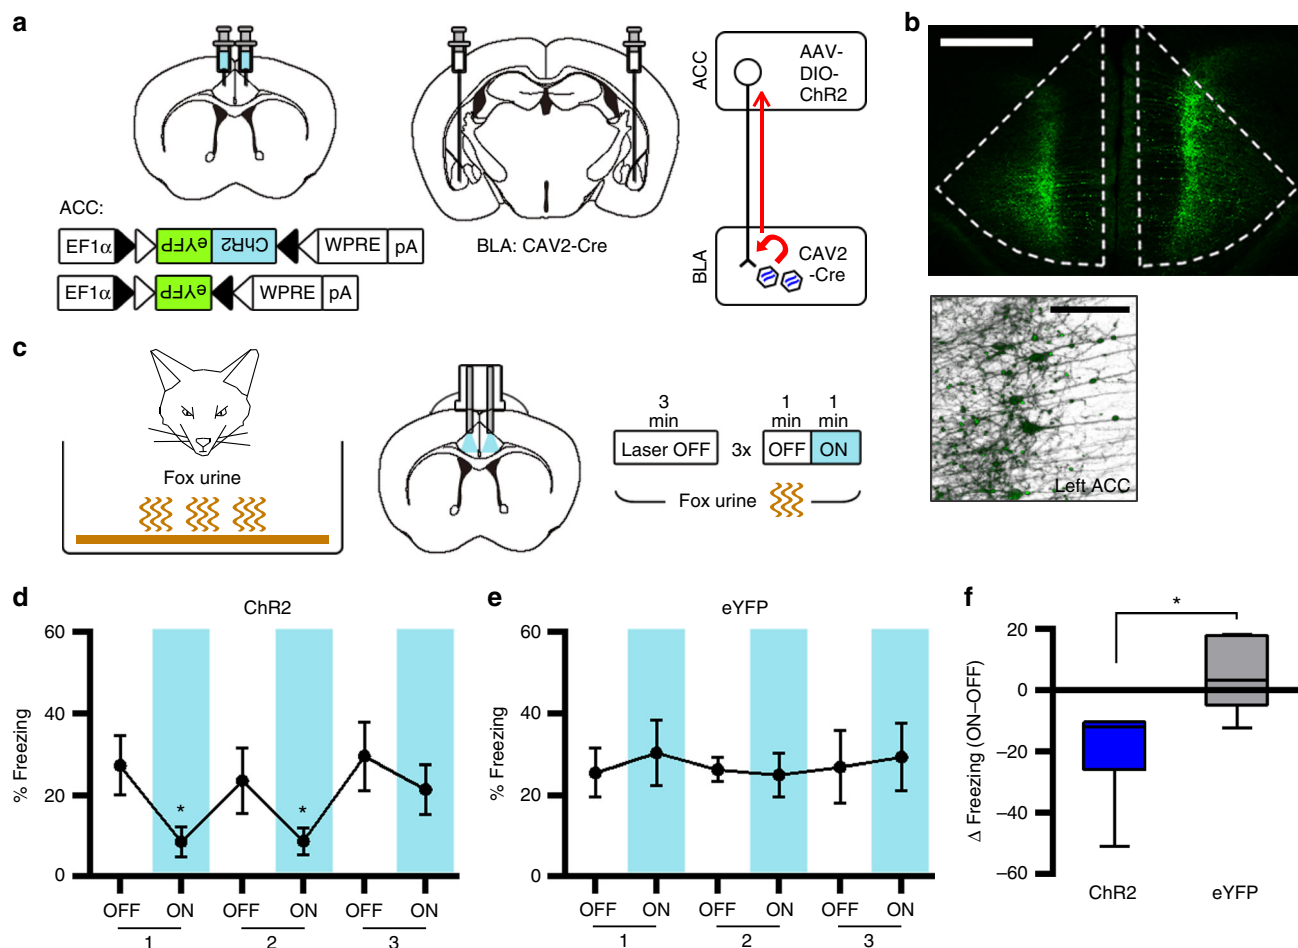 a
ACC:
EF1α eYFP ChR2 WPRE pA
EF1α eYFP WPRE pA
BLA: CAV2-Cre
ACC
AAV-
DIO-
ChR2
BLA
CAV2
-Cre
b
Left ACC
c
Fox urine
3
min
1
min
1
min
Laser OFF 3x OFF ON
Fox urine
d
ChR2
% Freezing
60
40
20
0
*
*
OFF ON OFF ON OFF ON
1 2 3
e
eYFP
% Freezing
60
40
20
0
OFF ON OFF ON OFF ON
1 2 3
f
*
Δ Freezing (ON–OFF)
20
0
–20
–40
–60
ChR2 eYFP